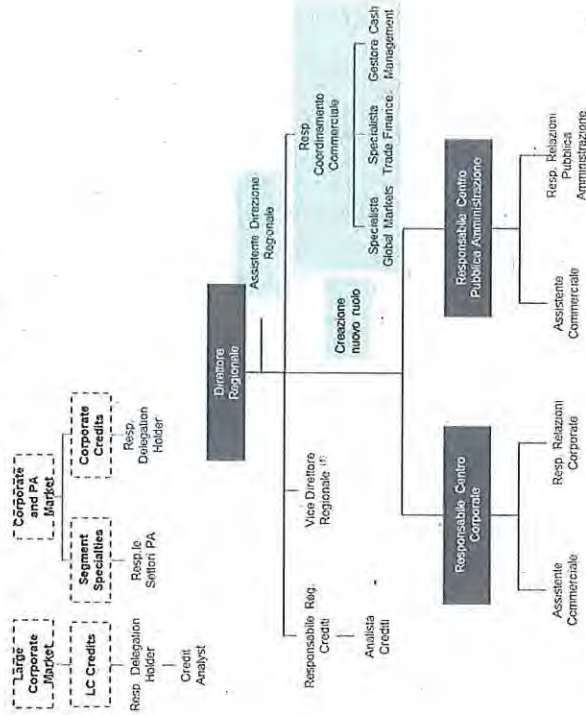 Large
Corporate
Market
Corporate
and PA
Market
LC Credits
Segment
Specialties
Corporate
Credits
Resp. Delegation
Holder
Resp.le
Settori PA
Resp.
Delegation
Holder
Credit
Analyst
Direttore
Regionale
Assistente Direzione
Regionale
Responsabile Reg.
Crediti
Vice Direttore
Regionale
Creazione
nuovo ruolo
Resp
Coordinamento
Commerciale
Analista
Crediti
Specialista
Global Markets
Specialista
Trade Finance
Gestore Cash
Management
Responsabile Centro
Corporate
Responsabile Centro
Pubblica Amministrazione
Assistente
Commerciale
Resp. Relazioni
Corporate
Assistente
Commerciale
Resp. Relazioni
Pubblica
Amministrazione